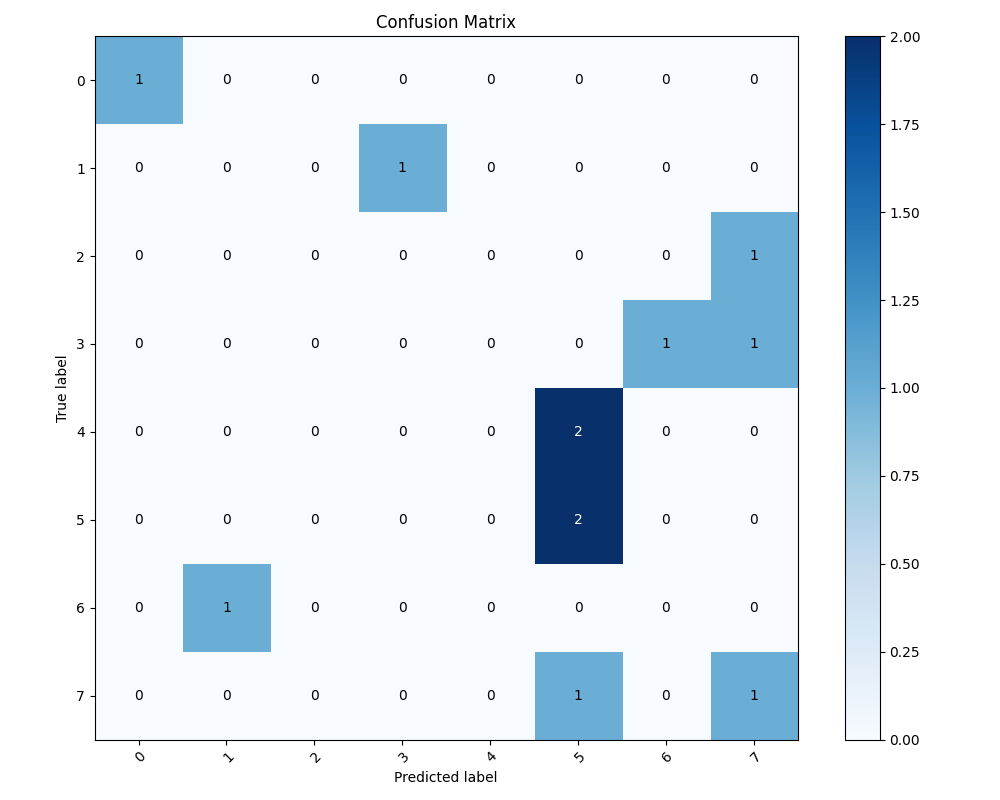 Confusion Matrix
0 1 0 0 0 0 0 0 0
1 0 0 0 1 0 0 0 0
2 0 0 0 0 0 0 0 1
3 0 0 0 0 0 0 1 1
4 0 0 0 0 0 2 0 0
5 0 0 0 0 0 2 0 0
6 0 1 0 0 0 0 0 0
7 0 0 0 0 0 1 0 1
0 1 2 3 4 5 6 7
True label
Predicted label
2.00
1.75
1.50
1.25
1.00
0.75
0.50
0.25
0.00